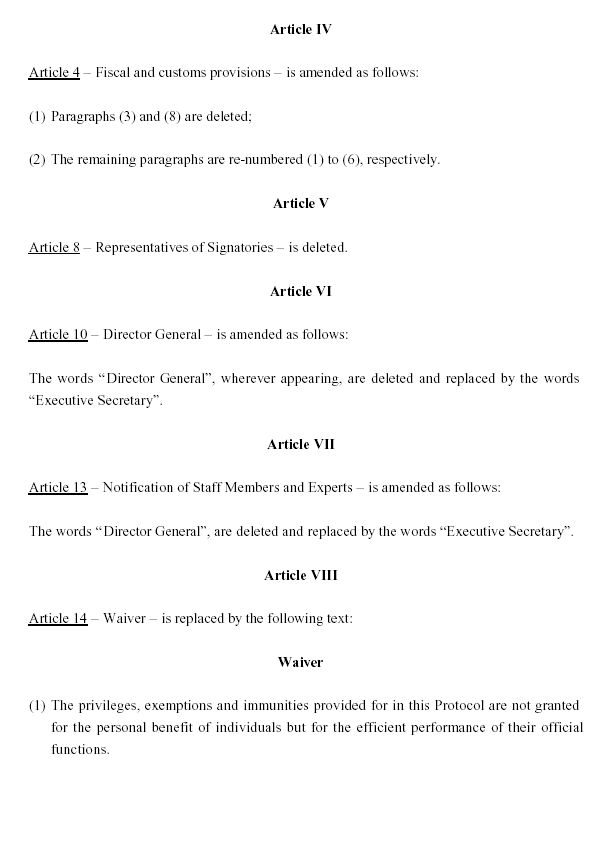 Article IV
Article 4 – Fiscal and customs provisions – is amended as follows:
(1) Paragraphs (3) and (8) are deleted;
(2) The remaining paragraphs are re-numbered (1) to (6), respectively.
Article V
Article 8 – Representatives of Signatories – is deleted.
Article VI
Article 10 – Director General – is amended as follows:
The words “Director General”, wherever appearing, are deleted and replaced by the words
“Executive Secretary”.
Article VII
Article 13 – Notification of Staff Members and Experts – is amended as follows:
The words “Director General”, are deleted and replaced by the words “Executive Secretary”.
Article VIII
Article 14 – Waiver – is replaced by the following text:
Waiver
(1) The privileges, exemptions and immunities provided for in this Protocol are not granted
for the personal benefit of individuals but for the efficient performance of their official
functions.